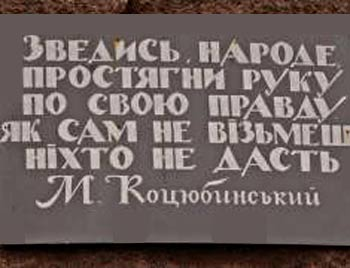 Зведись, народе,
простягни руку
по свою правду
як сам не візьмеш
ніхто не дасть
М. Коцюбинський